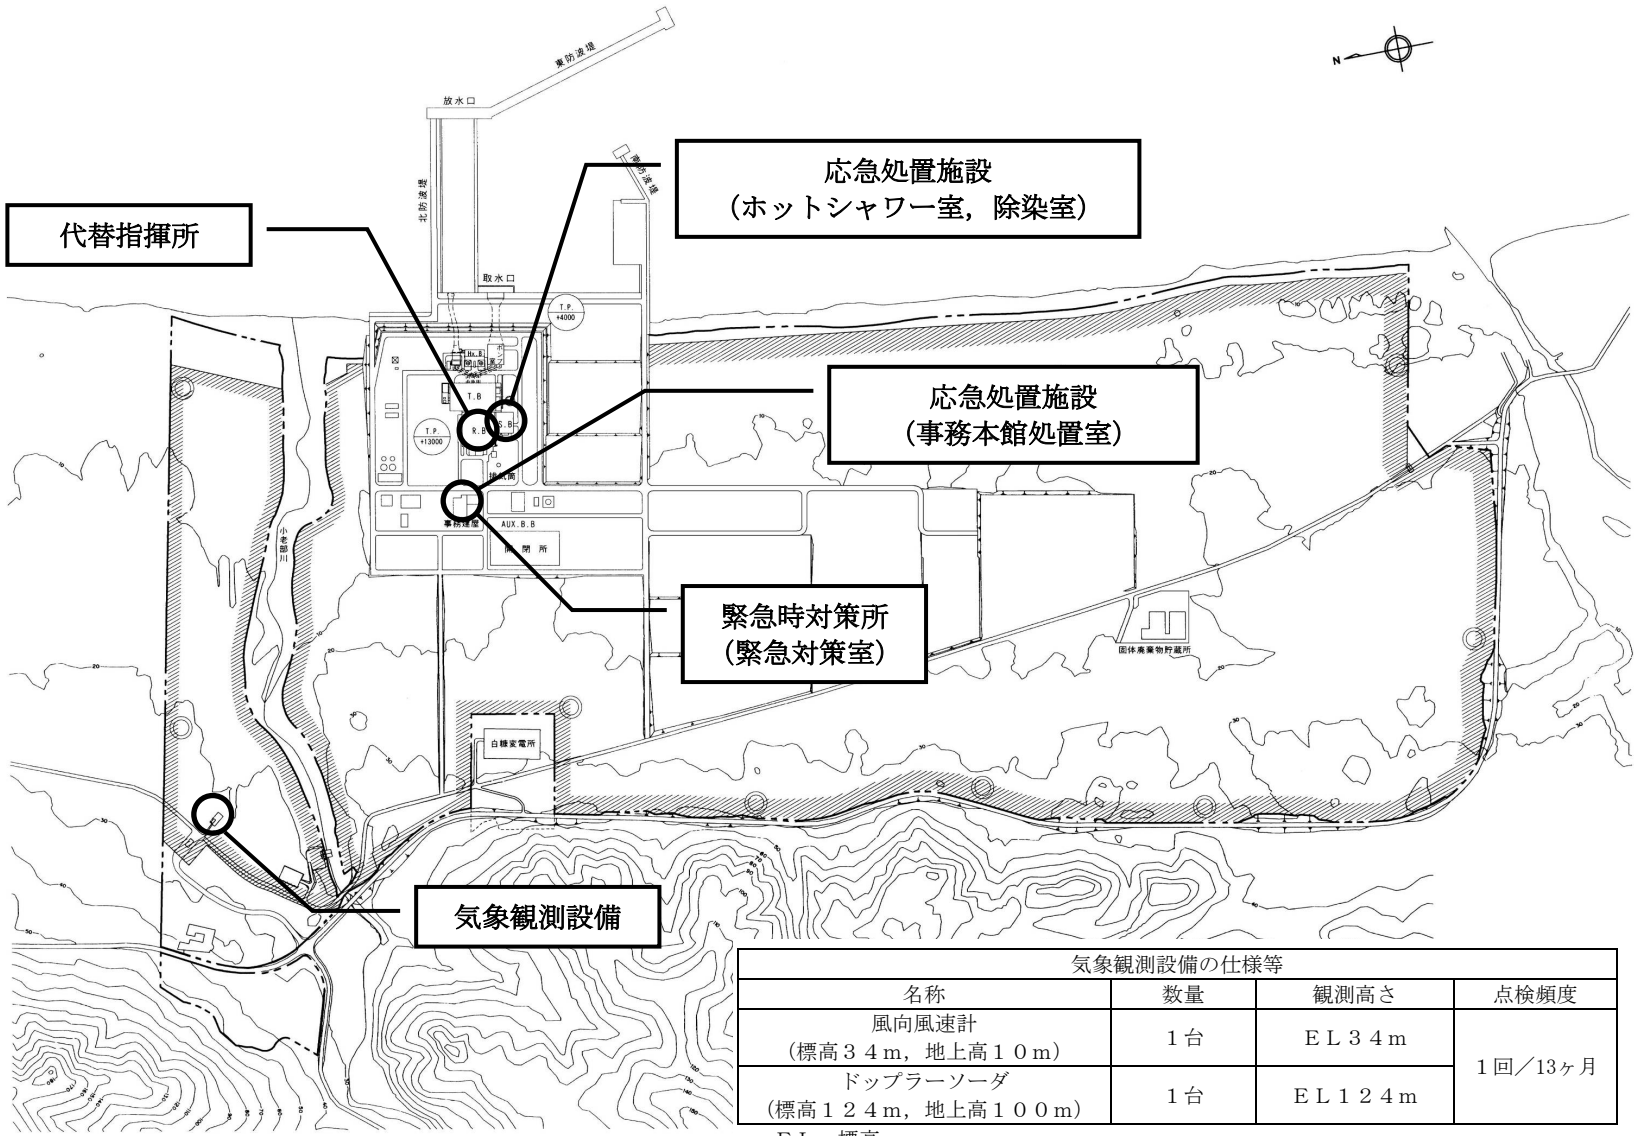 東防波堤
N
放水口
応急処置施設
（ホットシャワー室，除染室）
南防波堤
北防波堤
代替指揮所
取水口
T.P.
+4000
Hx.B
T.B
応急処置施設
（事務本館処置室）
S.B
R.B
T.P.
+13000
排気筒
事務建屋
AUX.B.B
開閉所
小老部川
緊急時対策所
（緊急対策室）
固体廃棄物貯蔵所
白糠変電所
気象観測設備
気象観測設備の仕様等
名称 数量 観測高さ 点検頻度
風向風速計
（標高３４m，地上高１０m） １台 ＥＬ３４m
１回／13ヶ月
ドップラーソーダ
（標高１２４m，地上高１００m） １台 ＥＬ１２４m